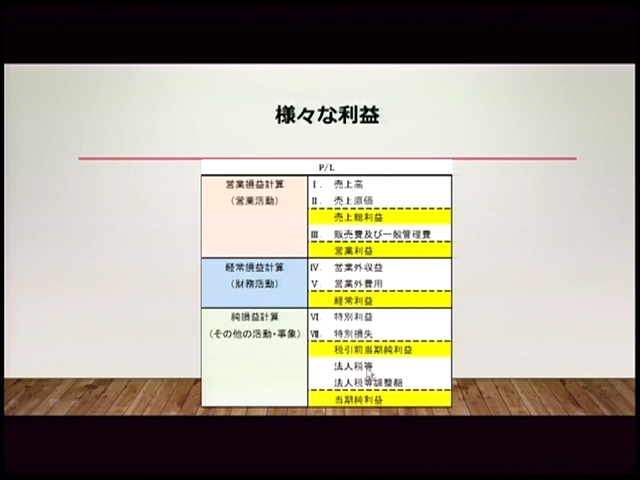 様々な利益
P/L
営業損益計算 Ⅰ. 売上高
(営業活動) Ⅱ. 売上原価
売上総利益
Ⅲ 販売費及び一般管理費
営業利益
経常損益計算 Ⅳ. 営業外収益
(財務活動) Ⅴ. 営業外費用
経常利益
純損益計算 Ⅵ. 特別利益
(その他の活動・事象) Ⅶ. 特別損失
税引前当期純利益
法人税等
法人税等調整額
当期純利益